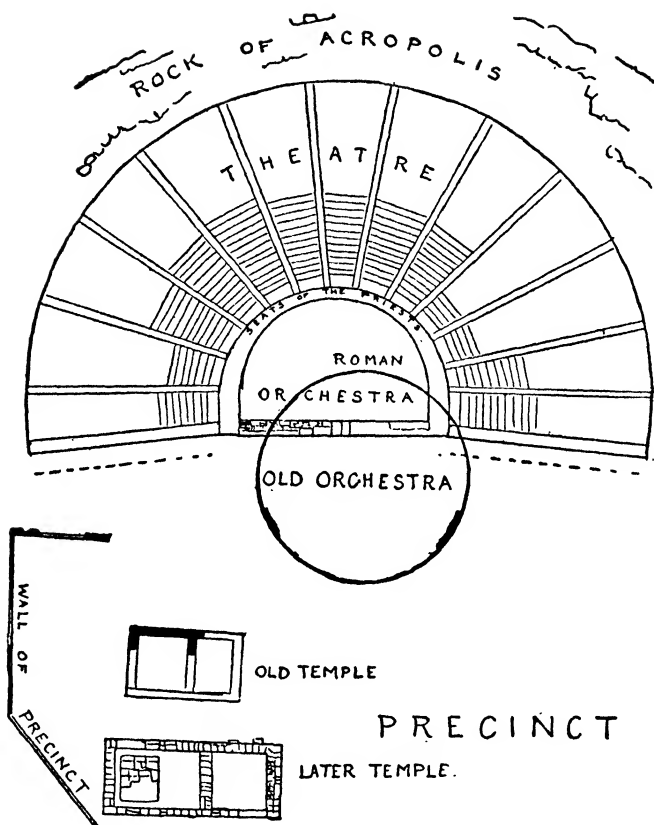 ROCK OF ACROPOLIS
THEATRE
SEATS OF THE PRIESTS
ROMAN
ORCHESTRA
OLD ORCHESTRA
WALL OF
PRECINCT
OLD TEMPLE
PRECINCT
LATER TEMPLE.